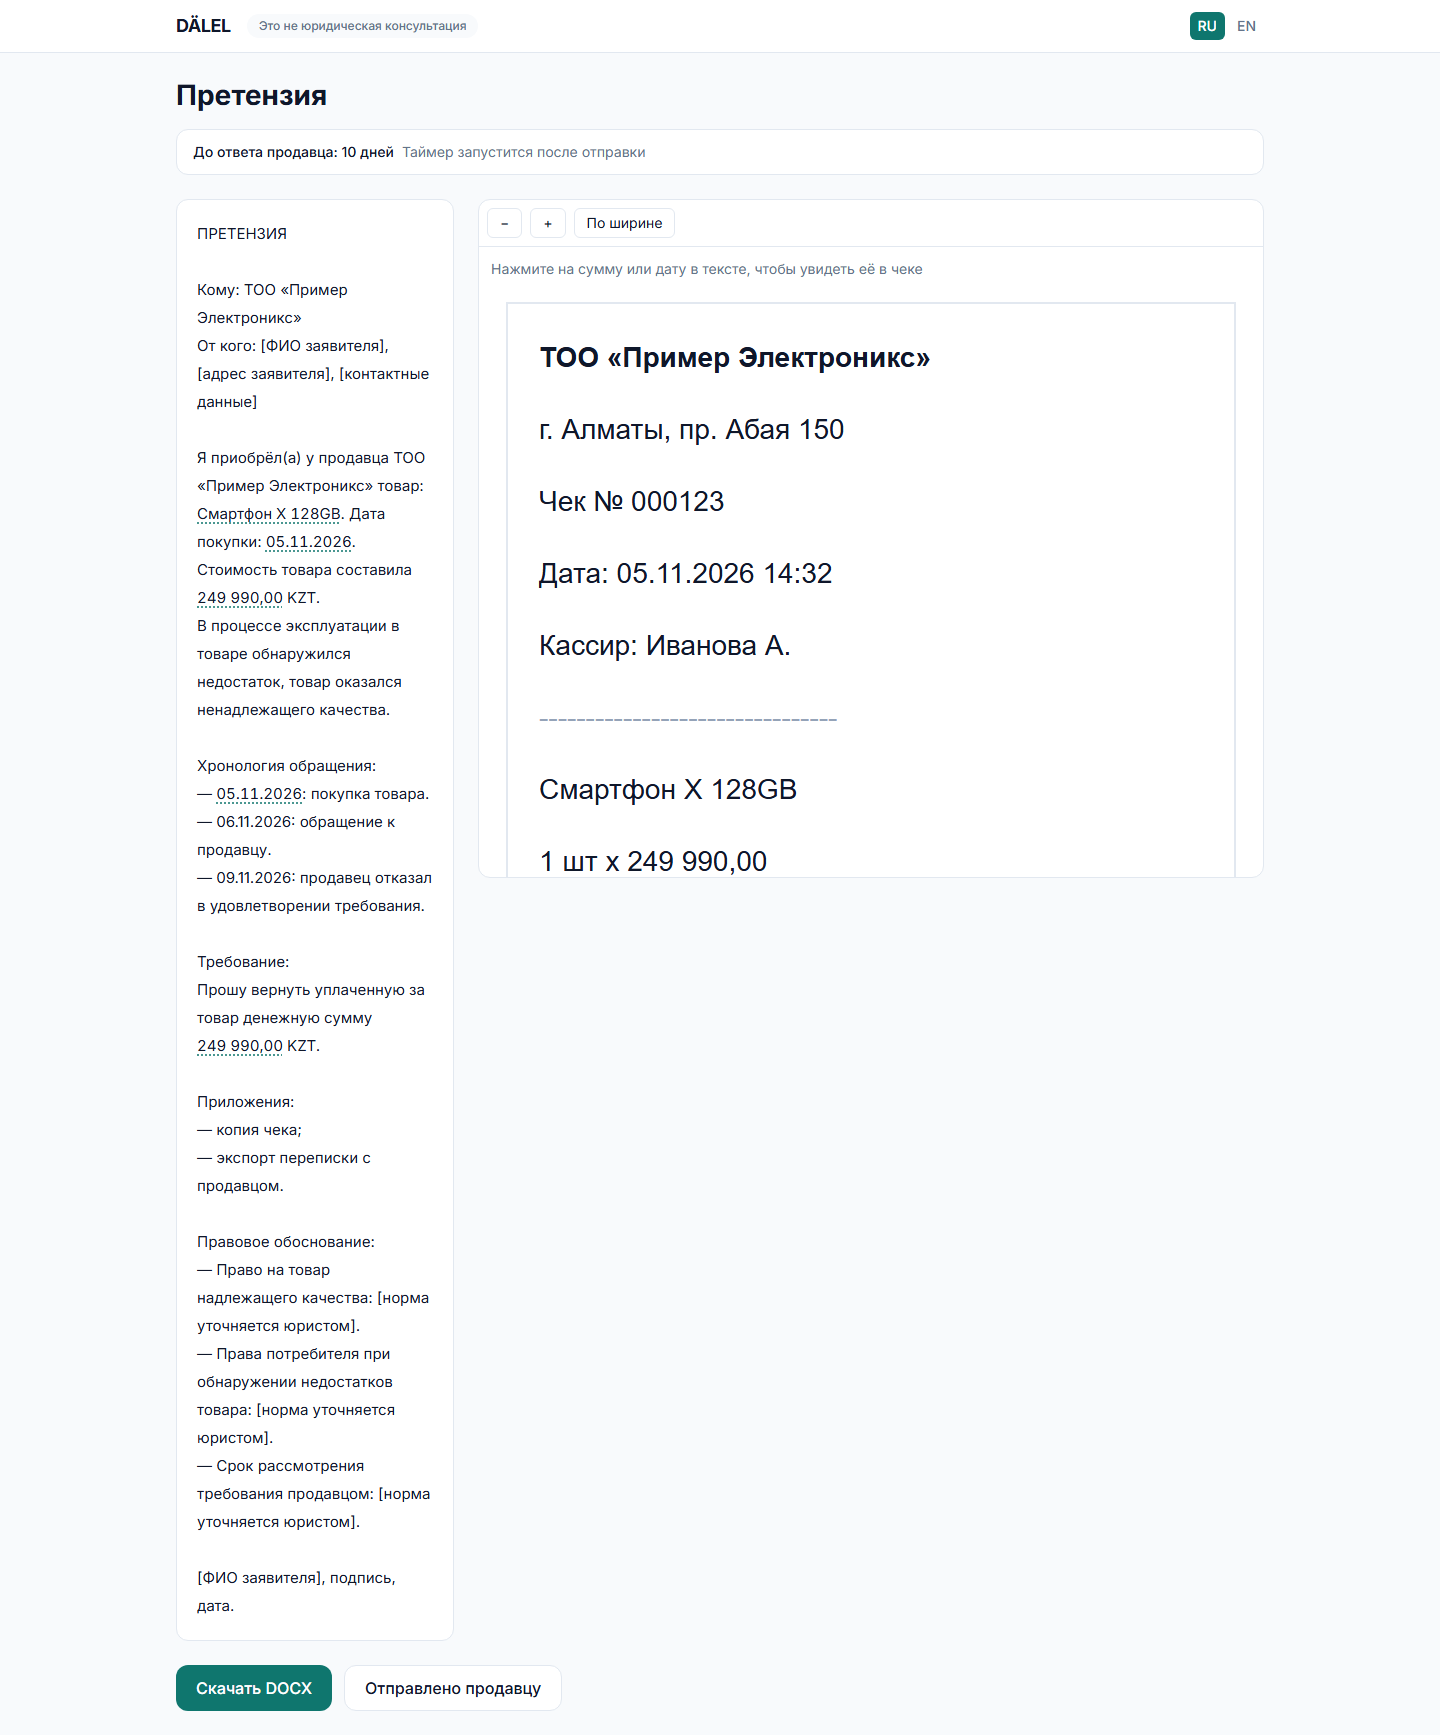 DÄLEL
Это не юридическая консультация
RU
EN
Претензия
До ответа продавца: 10 дней Таймер запустится после отправки
ПРЕТЕНЗИЯ
Кому: ТОО «Пример
Электроникс»
От кого: [ФИО заявителя],
[адрес заявителя], [контактные
данные]
Я приобрёл(а) у продавца ТОО
«Пример Электроникс» товар:
Смартфон X 128GB. Дата
покупки: 05.11.2026.
Стоимость товара составила
249 990,00 KZT.
В процессе эксплуатации в
товаре обнаружился
недостаток, товар оказался
ненадлежащего качества.
Хронология обращения:
— 05.11.2026: покупка товара.
— 06.11.2026: обращение к
продавцу.
— 09.11.2026: продавец отказал
в удовлетворении требования.
Требование:
Прошу вернуть уплаченную за
товар денежную сумму
249 990,00 KZT.
Приложения:
— копия чека;
— экспорт переписки с
продавцом.
Правовое обоснование:
— Право на товар
надлежащего качества: [норма
уточняется юристом].
— Права потребителя при
обнаружении недостатков
товара: [норма уточняется
юристом].
— Срок рассмотрения
требования продавцом: [норма
уточняется юристом].
[ФИО заявителя], подпись,
дата.
− + По ширине
Нажмите на сумму или дату в тексте, чтобы увидеть её в чеке
ТОО «Пример Электроникс»
г. Алматы, пр. Абая 150
Чек № 000123
Дата: 05.11.2026 14:32
Кассир: Иванова А.
--------------------------------
Смартфон X 128GB
1 шт x 249 990,00
Скачать DOCX
Отправлено продавцу